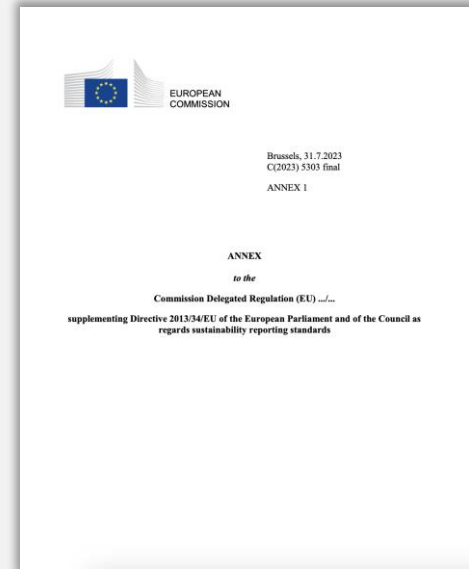 EUROPEAN
COMMISSION
Brussels, 31.7.2023
C(2023) 5303 final
ANNEX 1
ANNEX
to the
Commission Delegated Regulation (EU) .../...
supplementing Directive 2013/34/EU of the European Parliament and of the Council as
regards sustainability reporting standards